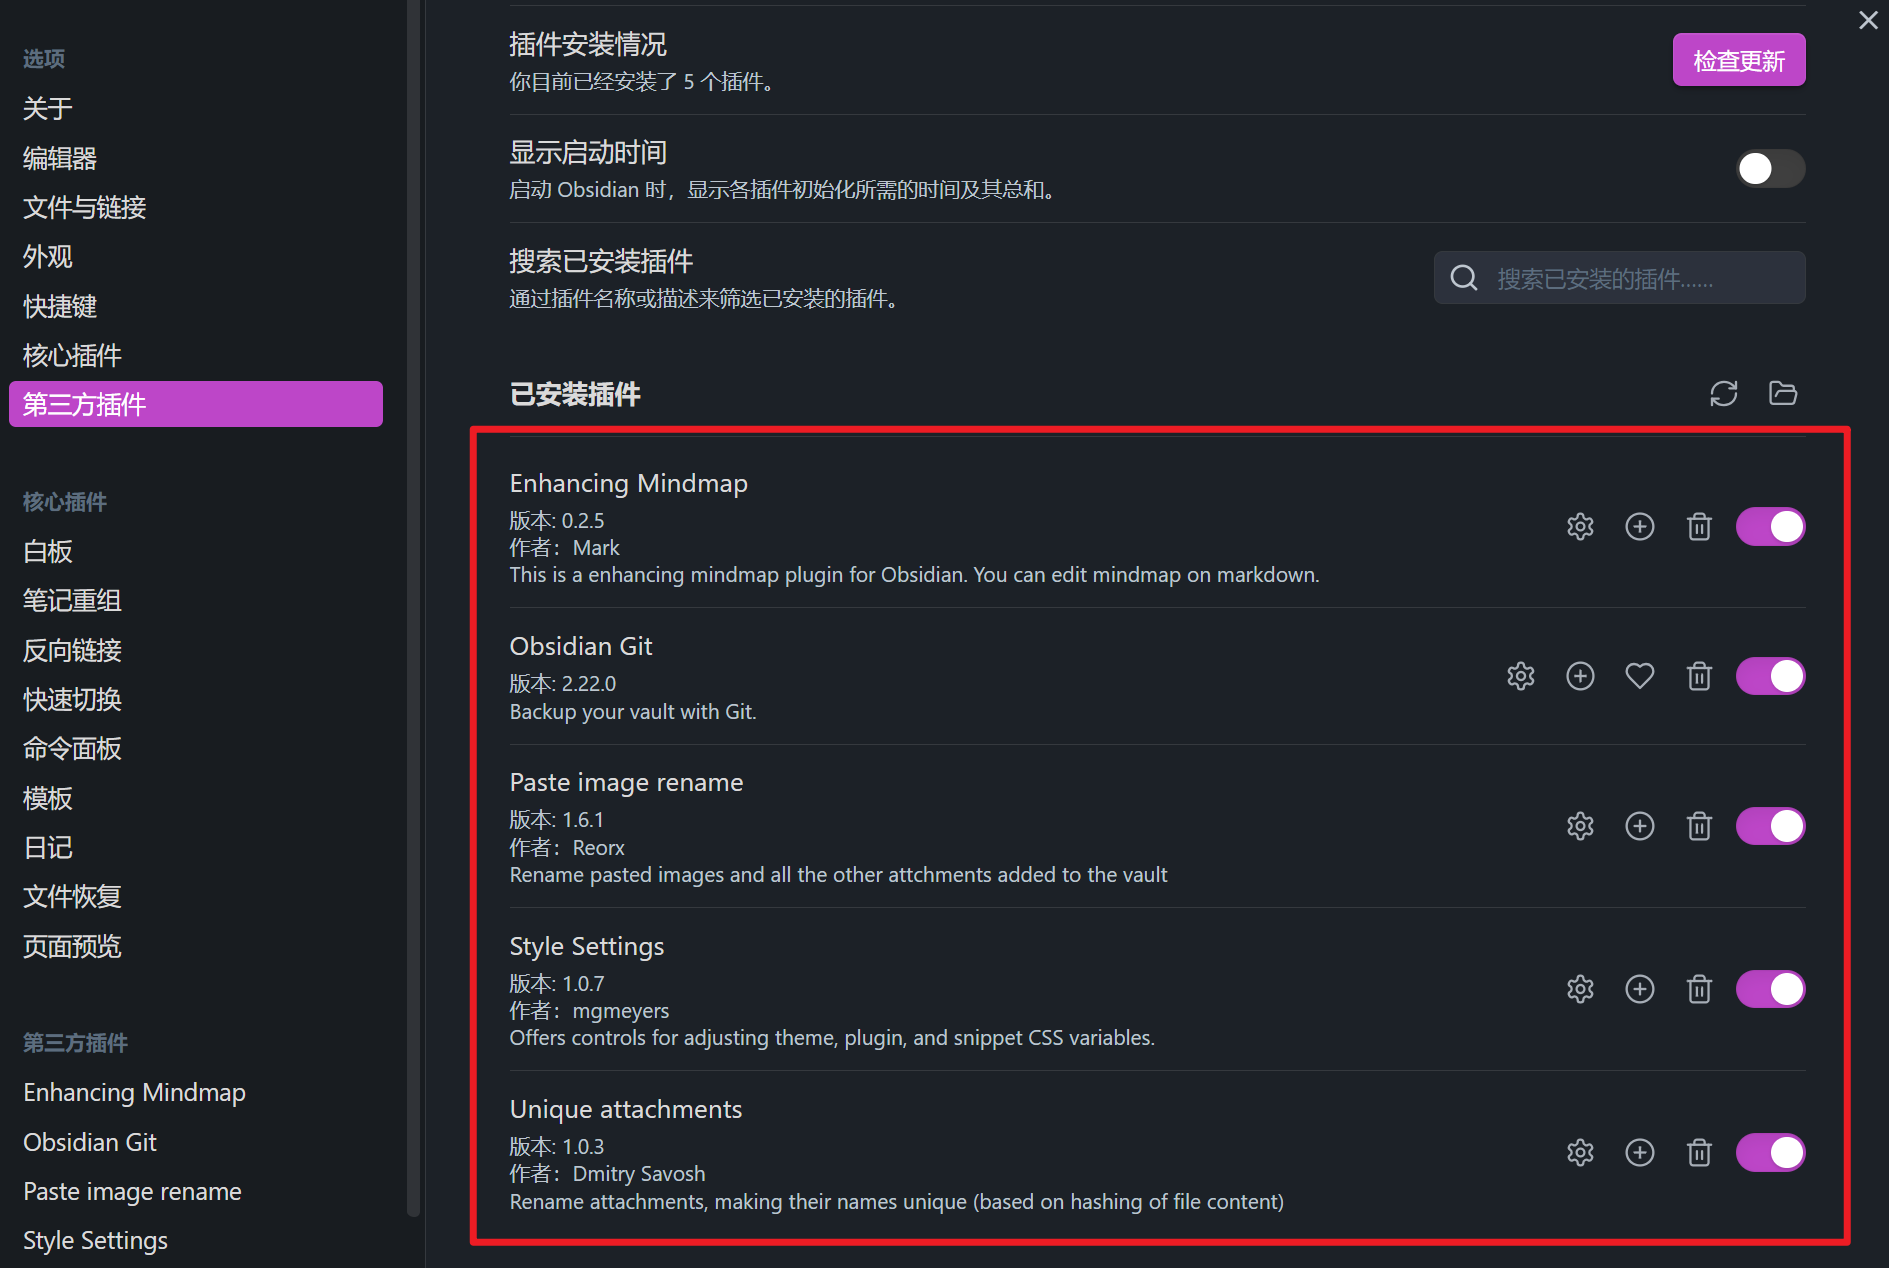 选项
关于
编辑器
文件与链接
外观
快捷键
核心插件
第三方插件
核心插件
白板
笔记重组
反向链接
快速切换
命令面板
模板
日记
文件恢复
页面预览
第三方插件
Enhancing Mindmap
Obsidian Git
Paste image rename
Style Settings
插件安装情况
你目前已经安装了 5 个插件。
检查更新
显示启动时间
启动 Obsidian 时，显示各插件初始化所需的时间及其总和。
搜索已安装插件
通过插件名称或描述来筛选已安装的插件。
搜索已安装的插件……
已安装插件
Enhancing Mindmap
版本: 0.2.5
作者：Mark
This is a enhancing mindmap plugin for Obsidian. You can edit mindmap on markdown.
Obsidian Git
版本: 2.22.0
Backup your vault with Git.
Paste image rename
版本: 1.6.1
作者：Reorx
Rename pasted images and all the other attchments added to the vault
Style Settings
版本: 1.0.7
作者：mgmeyers
Offers controls for adjusting theme, plugin, and snippet CSS variables.
Unique attachments
版本: 1.0.3
作者：Dmitry Savosh
Rename attachments, making their names unique (based on hashing of file content)